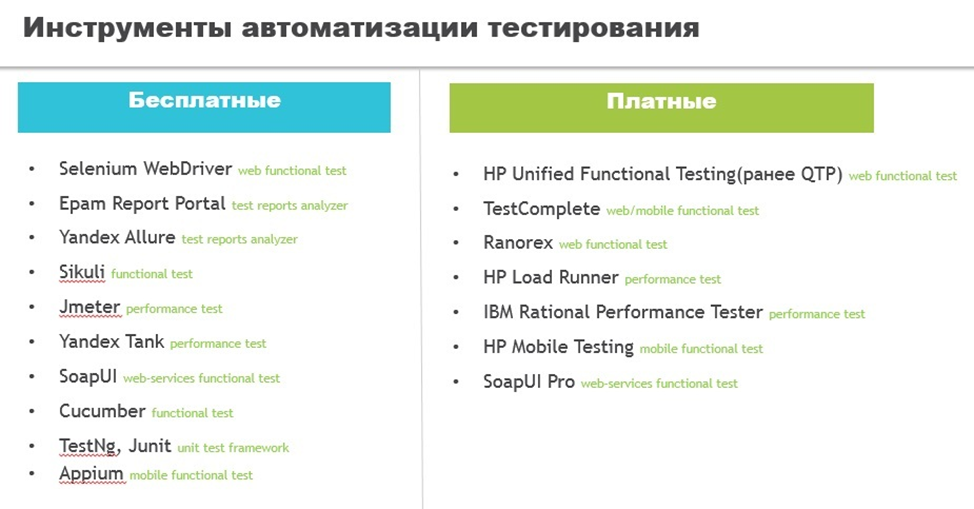 Инструменты автоматизации тестирования
Бесплатные
• Selenium WebDriver web functional test
• Epam Report Portal test reports analyzer
• Yandex Allure test reports analyzer
• Sikuli functional test
• Jmeter performance test
• Yandex Tank performance test
• SoapUI web-services functional test
• Cucumber functional test
• TestNg, Junit unit test framework
• Appium mobile functional test
Платные
• HP Unified Functional Testing(ранее QTP) web functional test
• TestComplete web/mobile functional test
• Ranorex web functional test
• HP Load Runner performance test
• IBM Rational Performance Tester performance test
• HP Mobile Testing mobile functional test
• SoapUI Pro web-services functional test